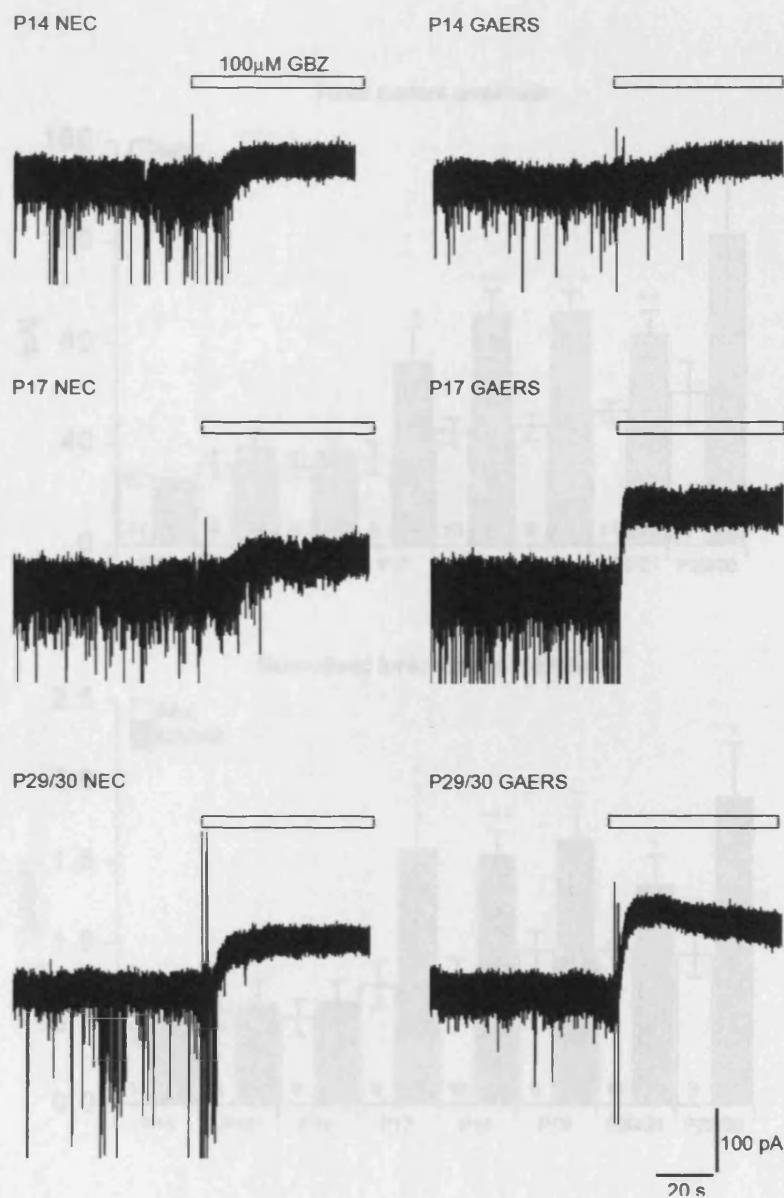 P14 NEC
P14 GAERS
100μM GBZ
P17 NEC
P17 GAERS
P29/30 NEC
P29/30 GAERS
100 pA
20 s